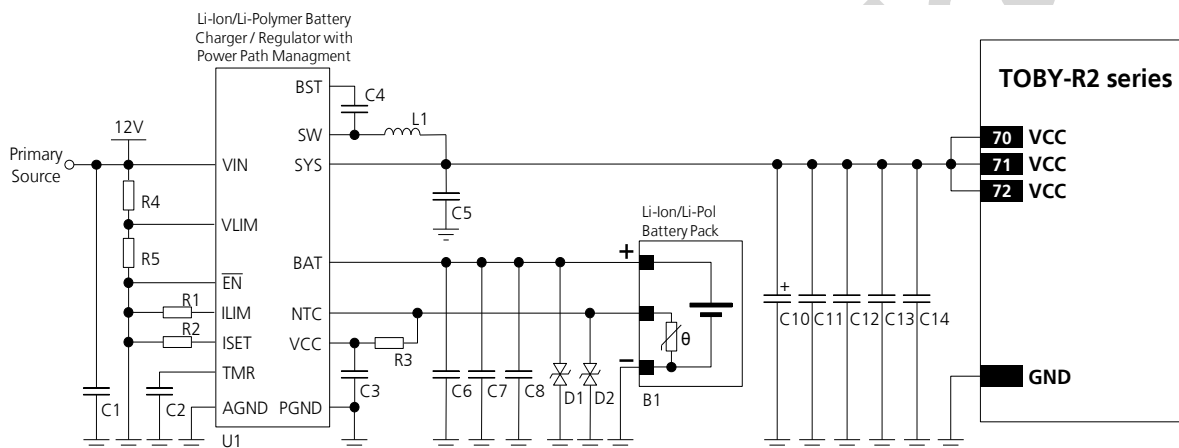 Li-Ion/Li-Polymer Battery
Charger / Regulator with
Power Path Managment
TOBY-R2 series
BST
C4
SW
L1
12V
Primary
Source
VIN
SYS
70 VCC
71 VCC
72 VCC
R4
C5
VLIM
Li-Ion/Li-Pol
Battery Pack
R5
BAT
+
EN
R1
ILIM
NTC
+
C10
C11
C12
C13
C14
R2
ISET
VCC
R3
θ
–
TMR
GND
C1
C2
C3
C6
C7
C8
D1
D2
B1
AGND
PGND
U1